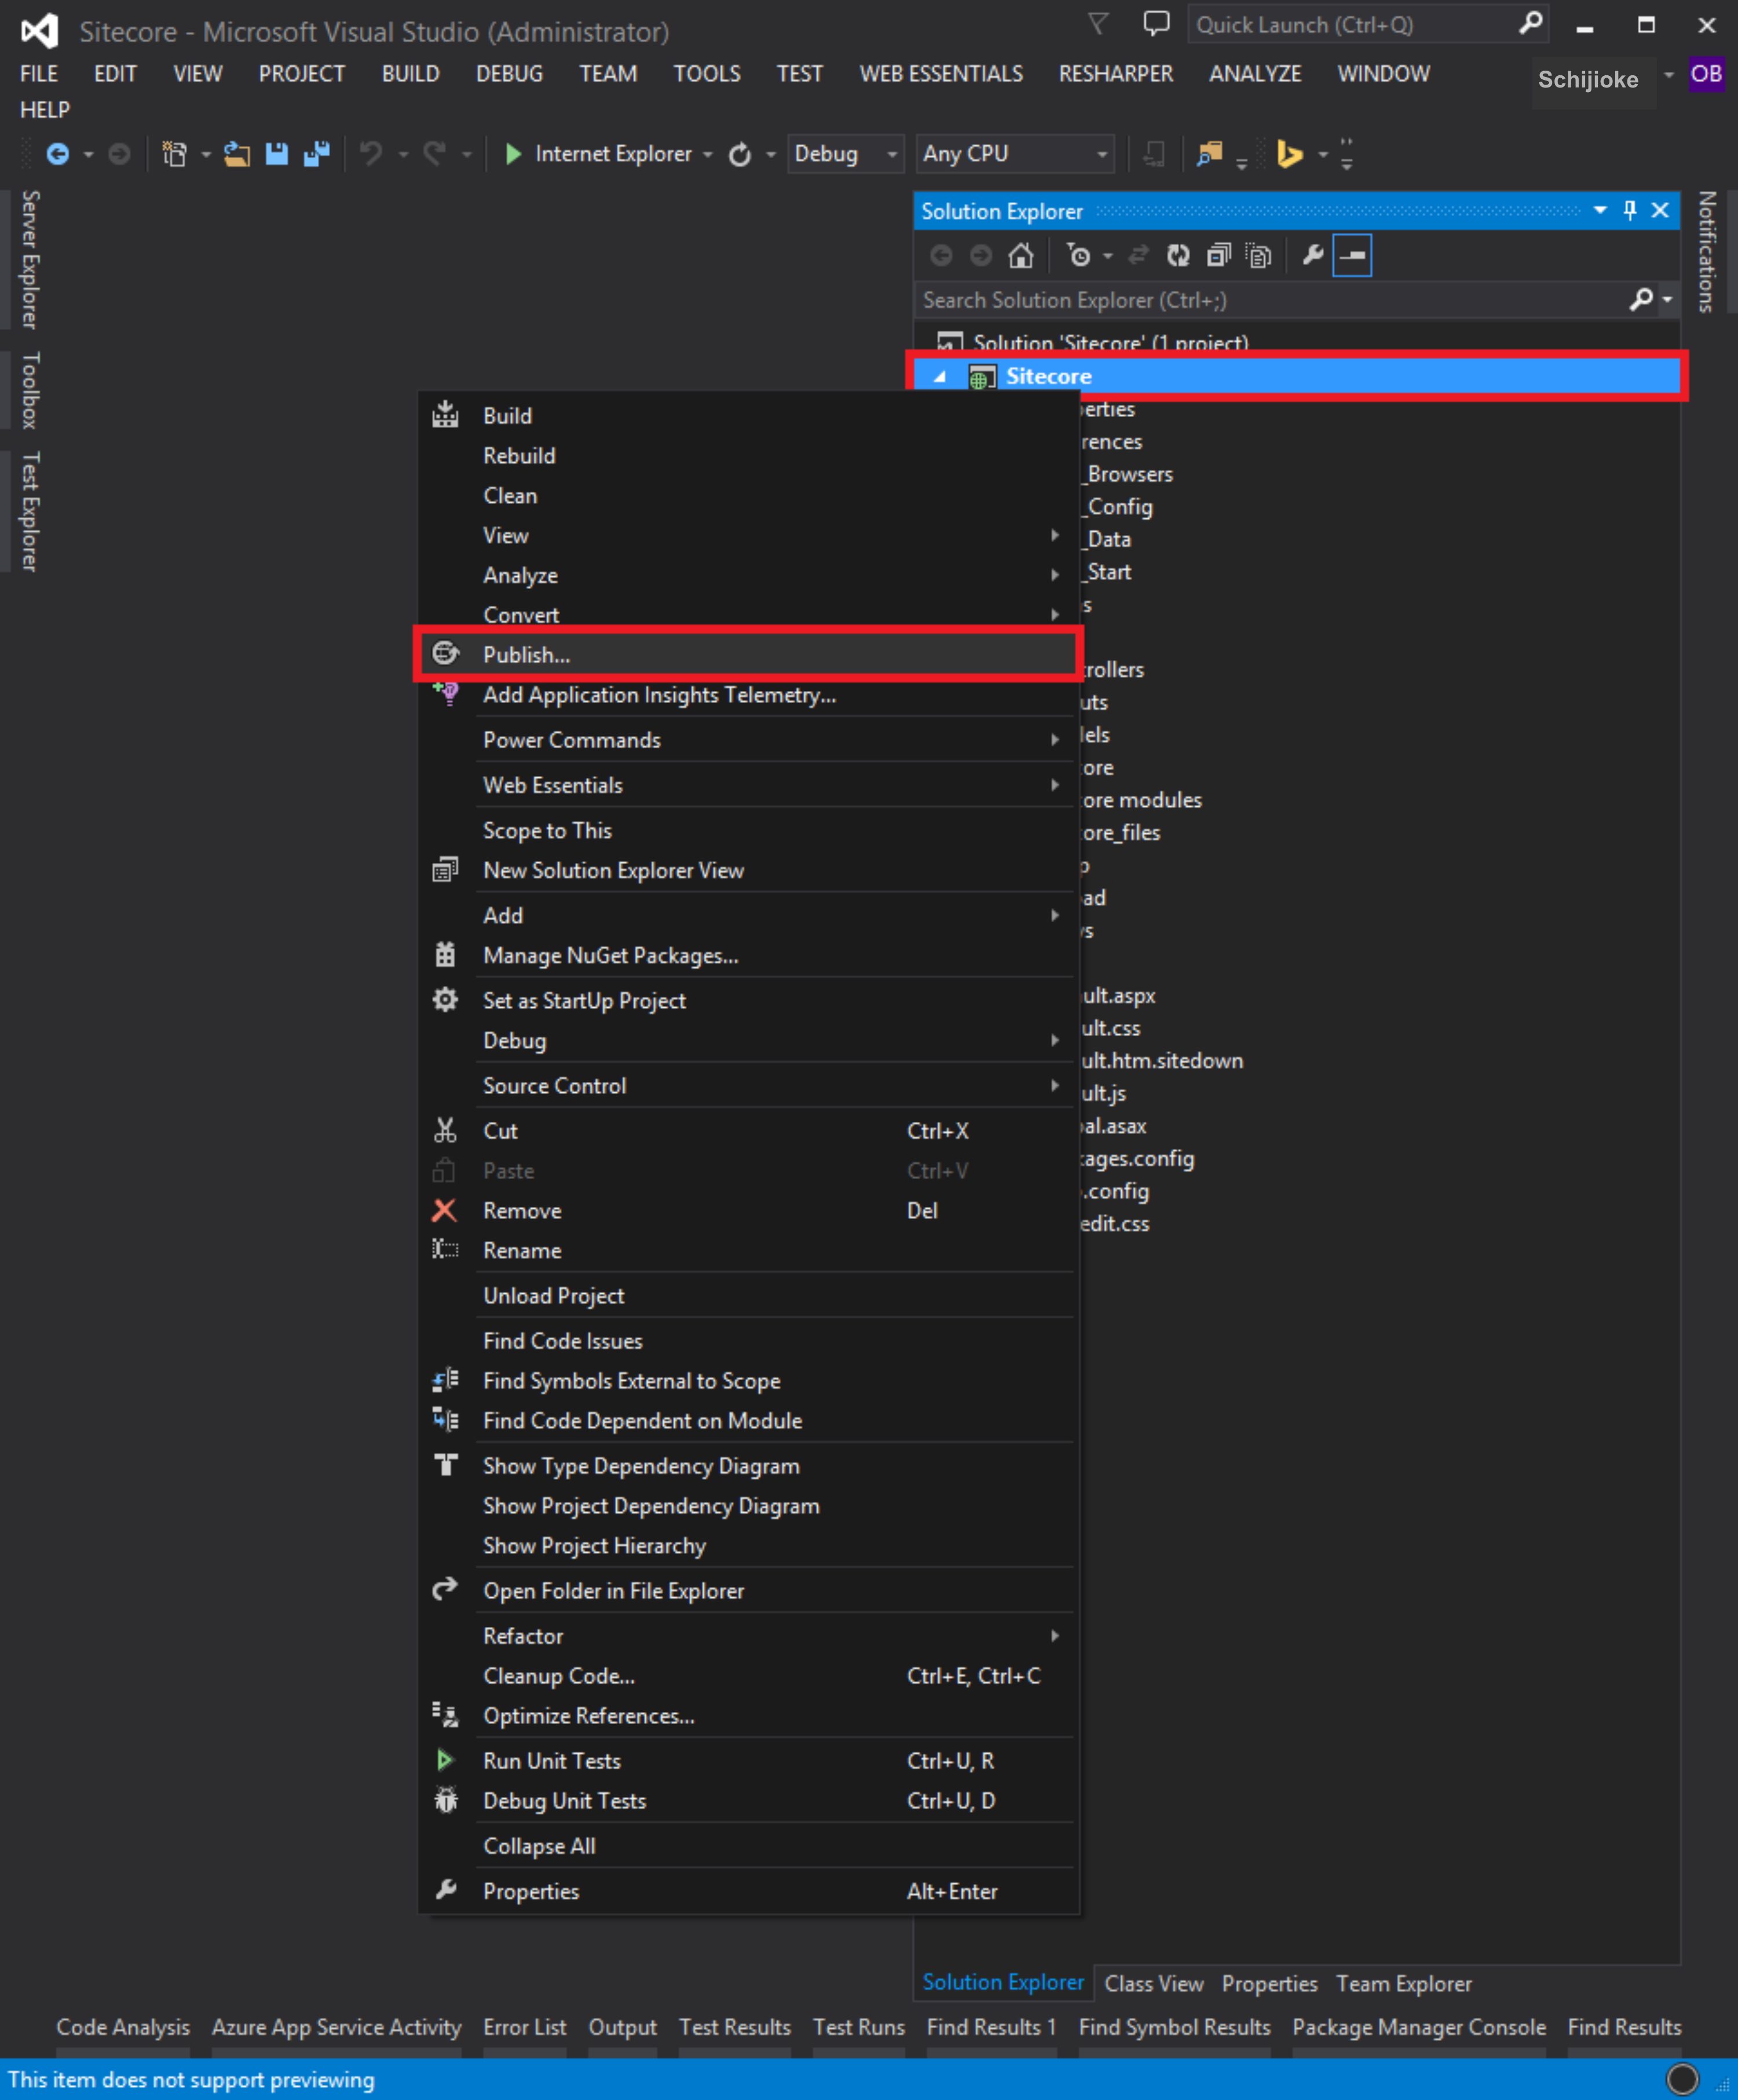 Sitecore - Microsoft Visual Studio (Administrator)
Quick Launch (Ctrl+Q)
FILE EDIT VIEW PROJECT BUILD DEBUG TEAM TOOLS TEST WEB ESSENTIALS RESHARPER ANALYZE WINDOW
Schijioke
OB
HELP
Internet Explorer
Debug
Any CPU
Server Explorer
Toolbox
Test Explorer
Notifications
Solution Explorer
Search Solution Explorer (Ctrl+;)
Solution 'Sitecore' (1 project)
Sitecore
Build
Rebuild
Clean
View
Analyze
Convert
Publish...
Add Application Insights Telemetry...
Power Commands
Web Essentials
Scope to This
New Solution Explorer View
Add
Manage NuGet Packages...
Set as StartUp Project
Debug
Source Control
Cut Ctrl+X
Paste Ctrl+V
Remove Del
Rename
Unload Project
Find Code Issues
Find Symbols External to Scope
Find Code Dependent on Module
Show Type Dependency Diagram
Show Project Dependency Diagram
Show Project Hierarchy
Open Folder in File Explorer
Refactor
Cleanup Code... Ctrl+E, Ctrl+C
Optimize References...
Run Unit Tests Ctrl+U, R
Debug Unit Tests Ctrl+U, D
Collapse All
Properties Alt+Enter
erties
rences
_Browsers
_Config
_Data
_Start
s
rollers
uts
lels
ore
ore modules
ore_files
p
ad
s
ult.aspx
ult.css
ult.htm.sitedown
ult.js
al.asax
ages.config
.config
edit.css
Solution Explorer Class View Properties Team Explorer
Code Analysis Azure App Service Activity Error List Output Test Results Test Runs Find Results 1 Find Symbol Results Package Manager Console Find Results
This item does not support previewing